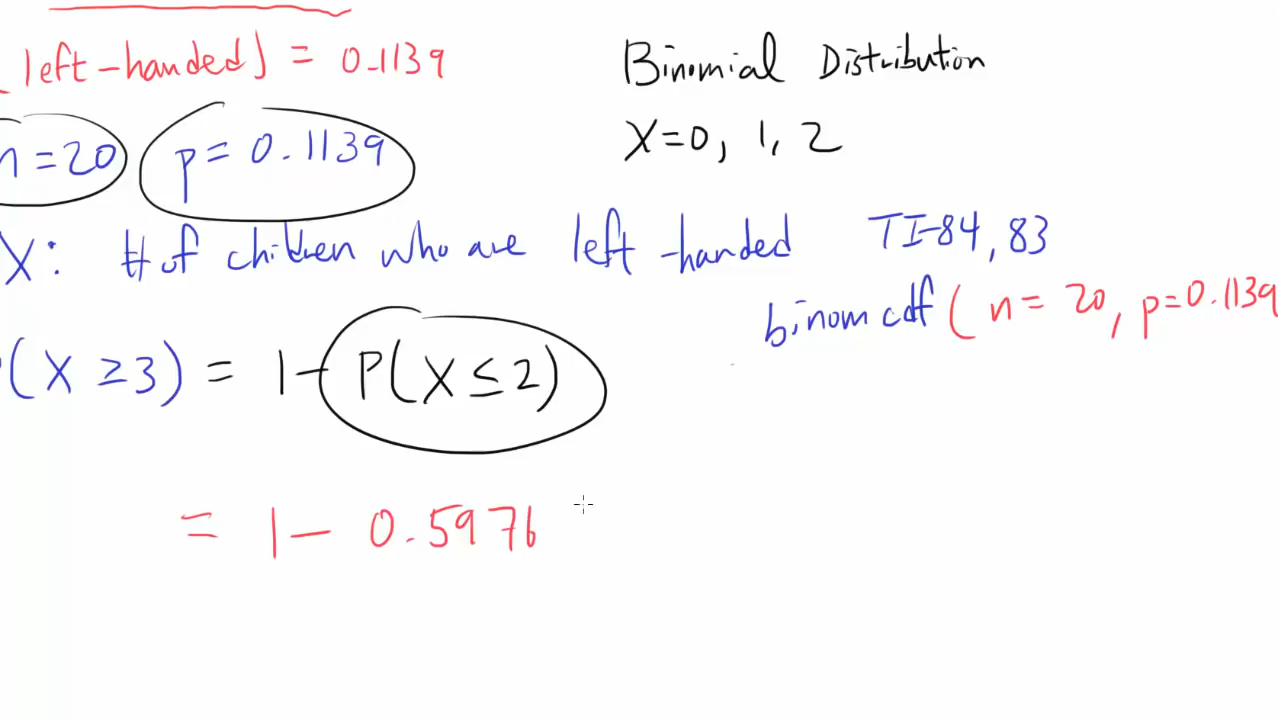 left-handed) = 0.1139
Binomial Distribution
X=0, 1, 2
n=20 p=0.1139
X: # of children who are left-handed
TI-84, 83
binomcdf( n=20, p=0.1139
(X ≥3) = 1- P(X ≤ 2)
= 1- 0.5976